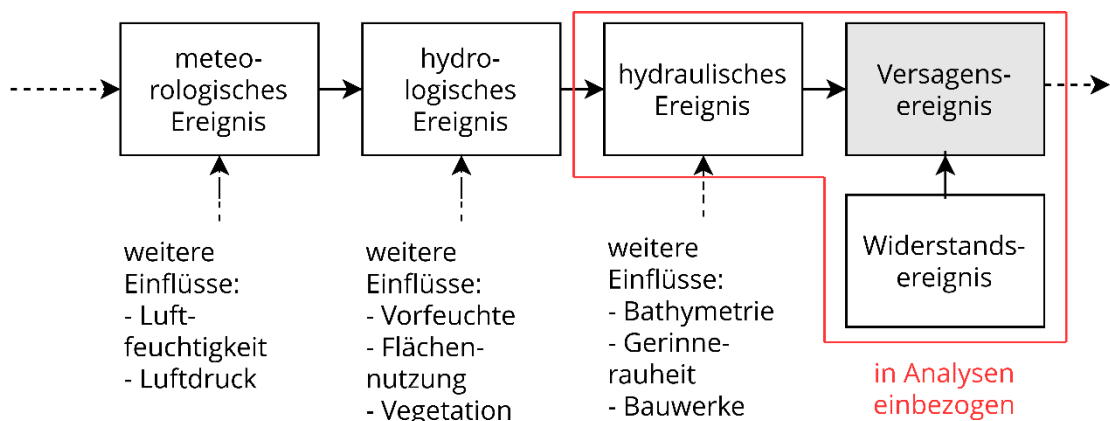 meteo-
rologisches
Ereignis
hydro-
logisches
Ereignis
hydraulisches
Ereignis
Versagens-
ereignis
Widerstands-
ereignis
weitere
Einflüsse:
- Luft-
feuchtigkeit
- Luftdruck
weitere
Einflüsse:
- Vorfeuchte
- Flächen-
nutzung
- Vegetation
weitere
Einflüsse:
- Bathymetrie
- Gerinne-
rauheit
- Bauwerke
in Analysen
einbezogen